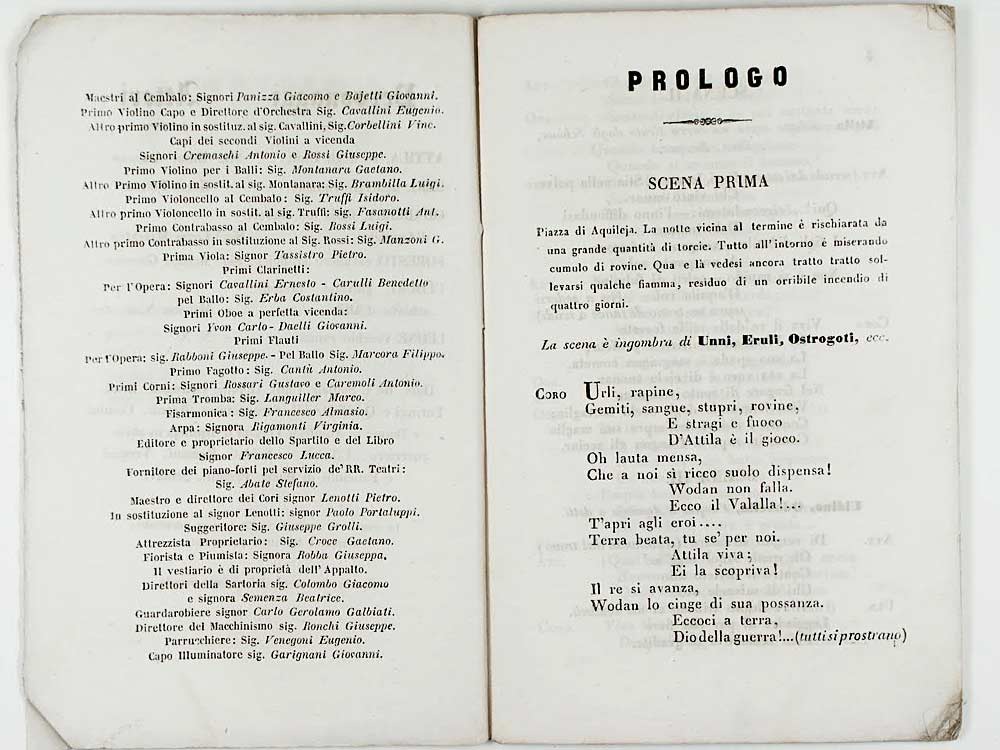 Maestri al Cembalo: Signori Panizza Giacomo e Bajetti Giovanni.
Primo Violino Capo e Direttore d'Orchestra Sig. Cavallini Eugenio.
Altro primo Violino in sostituz. al sig. Cavallini, Sig. Corbellini Vinc.
Capi dei secondi Violini a vicenda
Signori Cremaschi Antonio e Rossi Giuseppe.
Primo Violino per i Balli: Sig. Montanara Gaetano.
Altro Primo Violino in sostit. al sig. Montanara: Sig. Brambilla Luigi.
Primo Violoncello al Cembalo: Sig. Truffi Isidoro.
Altro primo Violoncello in sostit. al sig. Truffi: sig. Fasanotti Ant.
Primo Contrabasso al Cembalo: Sig. Rossi Luigi.
Altro primo Contrabasso in sostituzione al Sig. Rossi: Sig. Manzoni G.
Prima Viola: Signor Tassistro Pietro.
Primi Clarinetti:
Per l'Opera: Signori Cavallini Ernesto - Carulli Benedetto
pel Ballo: Sig. Erba Costantino.
Primi Oboe a perfetta vicenda:
Signori Yvon Carlo - Daelli Giovanni.
Primi Flauti
Per l'Opera: sig. Rabboni Giuseppe. - Pel Ballo Sig. Marcora Filippo.
Primo Fagotto: Sig. Cantù Antonio.
Primi Corni: Signori Rossari Gustavo e Caremoli Antonio.
Prima Tromba: Sig. Languiller Marco.
Fisarmonica: Sig. Francesco Almasio.
Arpa: Signora Rigamonti Virginia.
Editore e proprietario dello Spartito e del Libro
Signor Francesco Lucca.
Fornitore dei piano-forti pel servizio de' RR. Teatri:
Sig. Abate Stefano.
Maestro e direttore dei Cori signor Lenotti Pietro.
In sostituzione al signor Lenotti: signor Paolo Portaluppi.
Suggeritore: Sig. Giuseppe Grolli.
Attrezzista Proprietario: Sig. Croce Gaetano.
Fiorista e Piumista: Signora Robba Giuseppa.
Il vestiario è di proprietà dell'Appalto.
Direttori della Sartoria sig. Colombo Giacomo
e signora Semenza Beatrice.
Guardarobiere signor Carlo Gerolamo Galbiati.
Direttore del Macchinismo sig. Ronchi Giuseppe.
Parrucchiere: Sig. Venegoni Eugenio.
Capo Illuminatore sig. Garignani Giovanni.
PROLOGO
SCENA PRIMA
Piazza di Aquileja. La notte vicina al termine è rischiarata da
una grande quantità di torcie. Tutto all'intorno è miserando
cumulo di rovine. Qua e là vedesi ancora tratto tratto sol-
levarsi qualche fiamma, residuo di un orribile incendio di
quattro giorni.
La scena è ingombra di Unni, Eruli, Ostrogoti, ecc.
CORO Urli, rapine,
Gemiti, sangue, stupri, rovine,
E stragi e fuoco
D'Attila è il gioco.
Oh lauta mensa,
Che a noi sì ricco suolo dispensa!
Wodan non falla.
Ecco il Valalla!...
T'apri agli eroi....
Terra beata, tu se' per noi.
Attila viva;
Ei la scopriva!
Il re si avanza,
Wodan lo cinge di sua possanza.
Eccoci a terra,
Dio della guerra!...(tutti si prostrano)